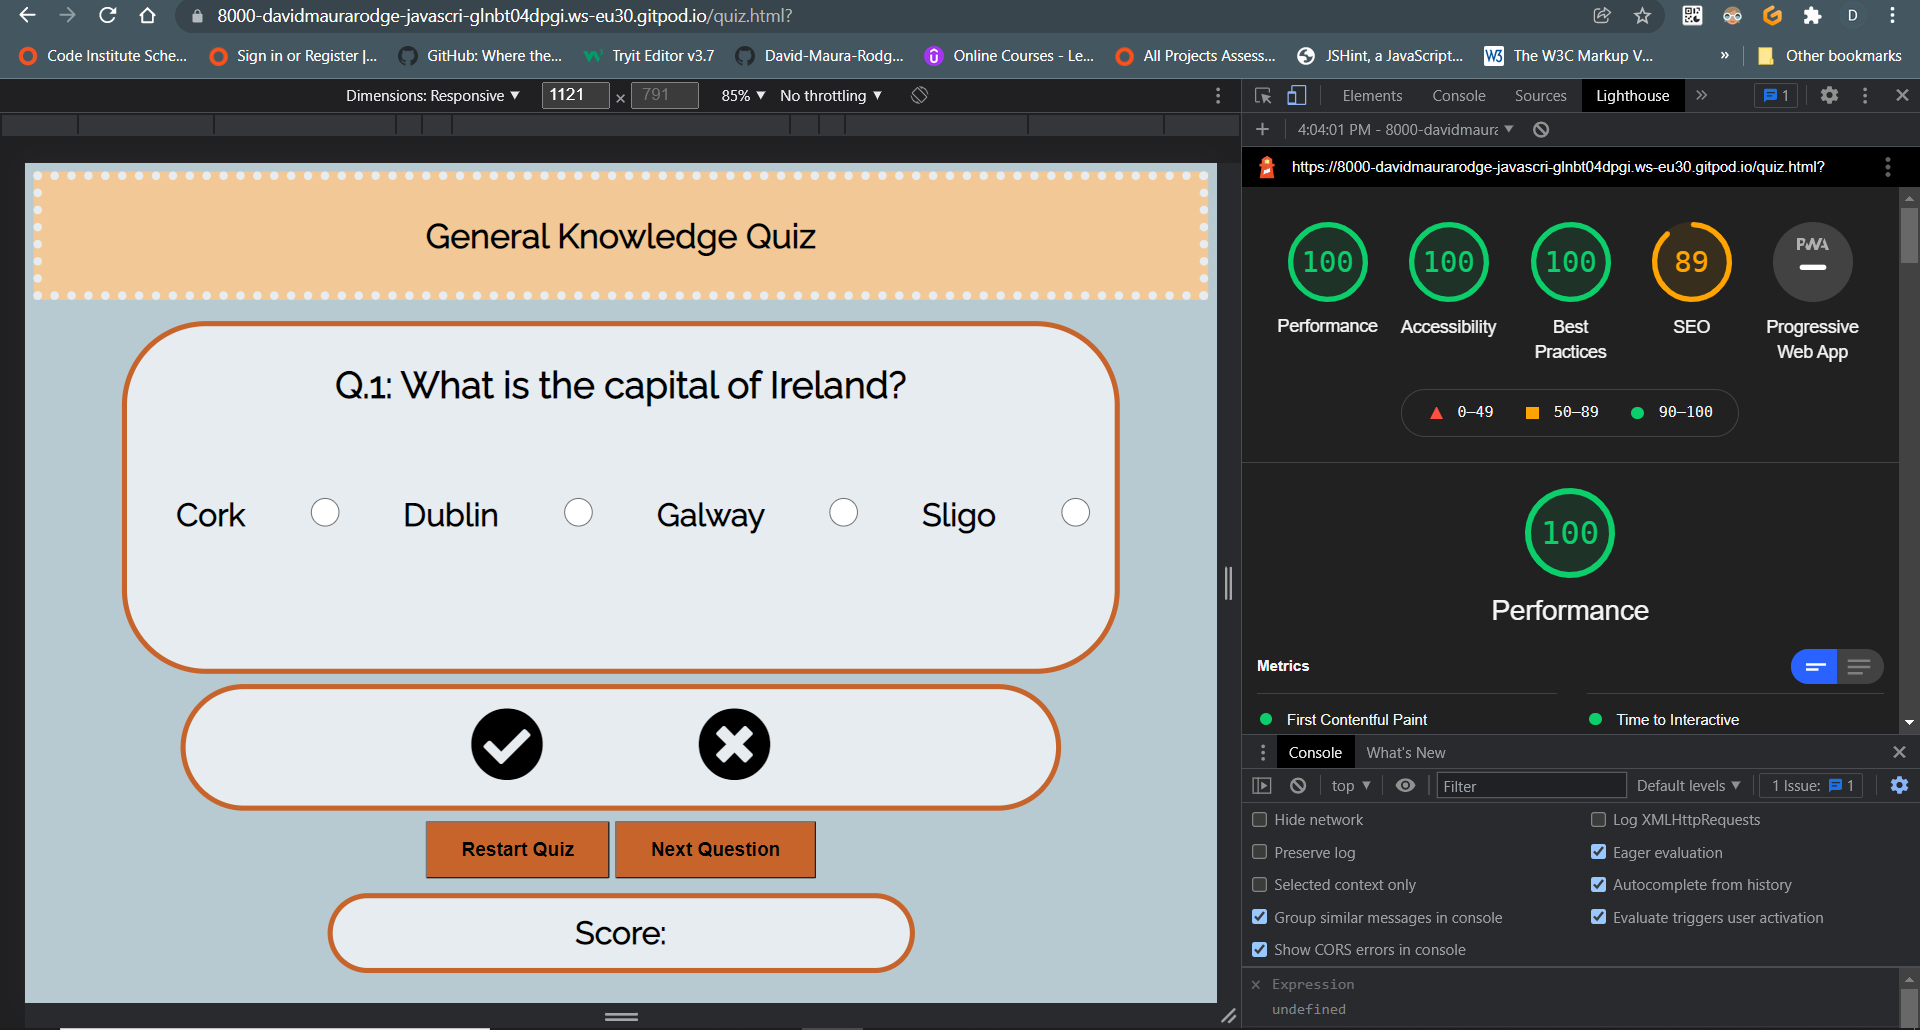 8000-davidmaurarodge-javascri-glnbt04dpgi.ws-eu30.gitpod.io/quiz.html?
D
Code Institute Sche...
Sign in or Register |...
GitHub: Where the...
Tryit Editor v3.7
David-Maura-Rodg...
Online Courses - Le...
All Projects Assess...
JSHint, a JavaScript...
W3 The W3C Markup V...
»
Other bookmarks
Dimensions: Responsive ▼ 1121 × 791 85% ▼ No throttling ▼
General Knowledge Quiz
Q.1: What is the capital of Ireland?
Cork Dublin Galway Sligo
Restart Quiz Next Question
Score:
Elements Console Sources Lighthouse » 1
4:04:01 PM - 8000-davidmaura
https://8000-davidmaurarodge-javascri-glnbt04dpgi.ws-eu30.gitpod.io/quiz.html?
100 100 100 89 PWA
Performance Accessibility Best Practices SEO Progressive Web App
0–49 50–89 90–100
100
Performance
Metrics
First Contentful Paint Time to Interactive
Console What's New
top ▼ Filter Default levels ▼ 1 Issue: 1
Hide network Log XMLHttpRequests
Preserve log Eager evaluation
Selected context only Autocomplete from history
Group similar messages in console Evaluate triggers user activation
Show CORS errors in console
Expression
undefined